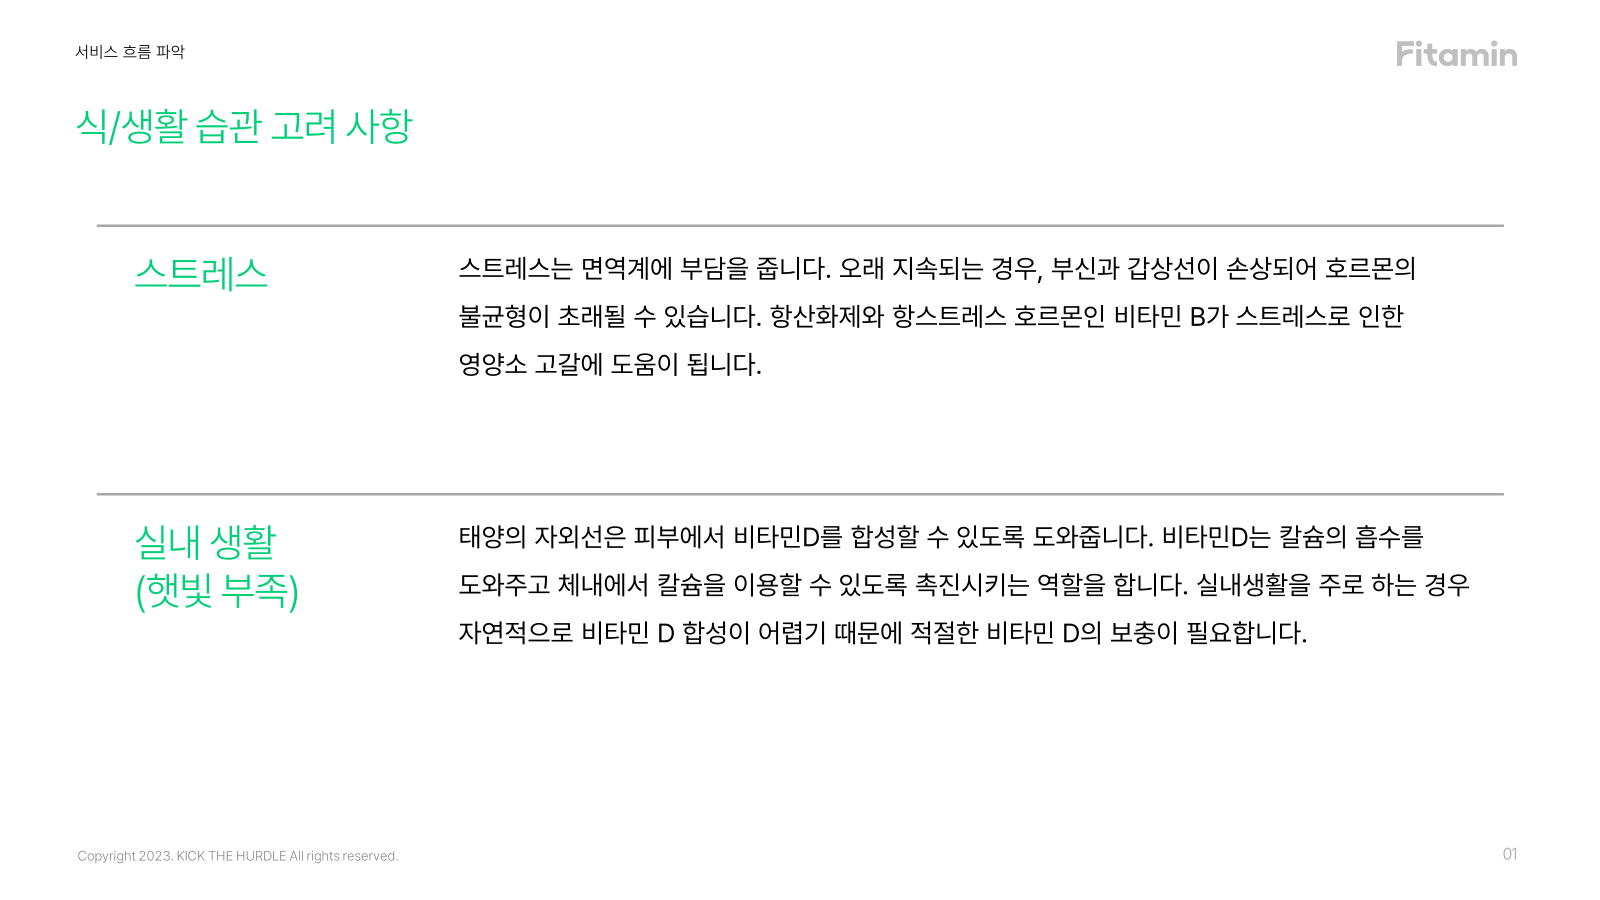 서비스 흐름 파악
Fitamin
식/생활 습관 고려 사항
스트레스
스트레스는 면역계에 부담을 줍니다. 오래 지속되는 경우, 부신과 갑상선이 손상되어 호르몬의
불균형이 초래될 수 있습니다. 항산화제와 항스트레스 호르몬인 비타민 B가 스트레스로 인한
영양소 고갈에 도움이 됩니다.
실내 생활
(햇빛 부족)
태양의 자외선은 피부에서 비타민D를 합성할 수 있도록 도와줍니다. 비타민D는 칼슘의 흡수를
도와주고 체내에서 칼슘을 이용할 수 있도록 촉진시키는 역할을 합니다. 실내생활을 주로 하는 경우
자연적으로 비타민 D 합성이 어렵기 때문에 적절한 비타민 D의 보충이 필요합니다.
Copyright 2023. KICK THE HURDLE All rights reserved.
01